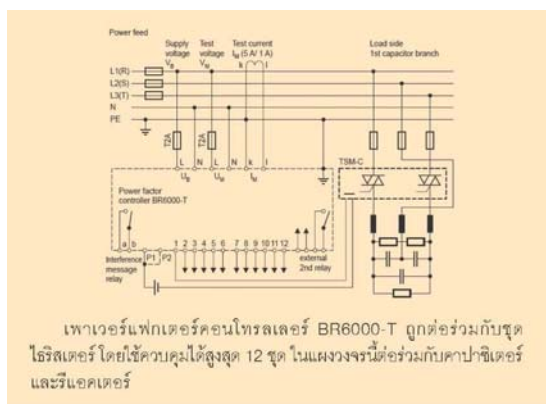 Power feed
Supply voltage VB
Test voltage VM
Test current IM (5 A/ 1 A)
k l
Load side
1st capacitor branch
L1(R)
L2(S)
L3(T)
N
PE
T2A T2A
L N L N k l
UB UM IM
TSM-C
Power factor
controller BR6000-T
a b
P1 P2
1 2 3 4 5 6 7 8 9 10 11 12
Interference
message
relay
external
2nd relay
เพาเวอร์แฟกเตอร์คอนโทรลเลอร์ BR6000-T ถูกต่อร่วมกับชุด
ไธริสเตอร์ โดยใช้ควบคุมได้สูงสุด 12 ชุด ในแผงวงจรนี้ต่อร่วมกับคาปาซิเตอร์
และรีแอคเตอร์